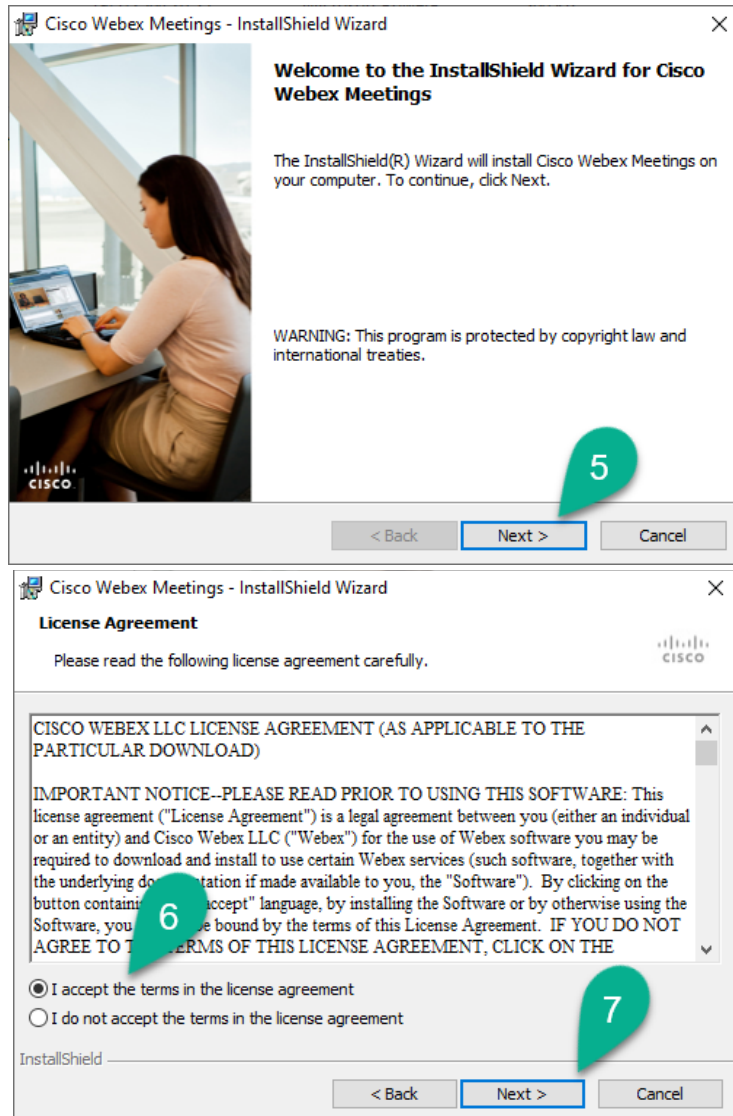 Cisco Webex Meetings - InstallShield Wizard
Welcome to the InstallShield Wizard for Cisco
Webex Meetings
The InstallShield(R) Wizard will install Cisco Webex Meetings on
your computer. To continue, click Next.
WARNING: This program is protected by copyright law and
international treaties.
CISCO
5
< Back Next > Cancel
Cisco Webex Meetings - InstallShield Wizard
License Agreement
Please read the following license agreement carefully.
CISCO
CISCO WEBEX LLC LICENSE AGREEMENT (AS APPLICABLE TO THE
PARTICULAR DOWNLOAD)
IMPORTANT NOTICE--PLEASE READ PRIOR TO USING THIS SOFTWARE: This
license agreement ("License Agreement") is a legal agreement between you (either an individual
or an entity) and Cisco Webex LLC ("Webex") for the use of Webex software you may be
required to download and install to use certain Webex services (such software, together with
the underlying tation if made available to you, the "Software"). By clicking on the
button accept" language, by installing the Software or by otherwise using the
Software, you be bound by the terms of this License Agreement. IF YOU DO NOT
AGREE TO TERMS OF THIS LICENSE AGREEMENT, CLICK ON THE
6
I accept the terms in the license agreement
I do not accept the terms in the license agreement
7
InstallShield
< Back Next > Cancel